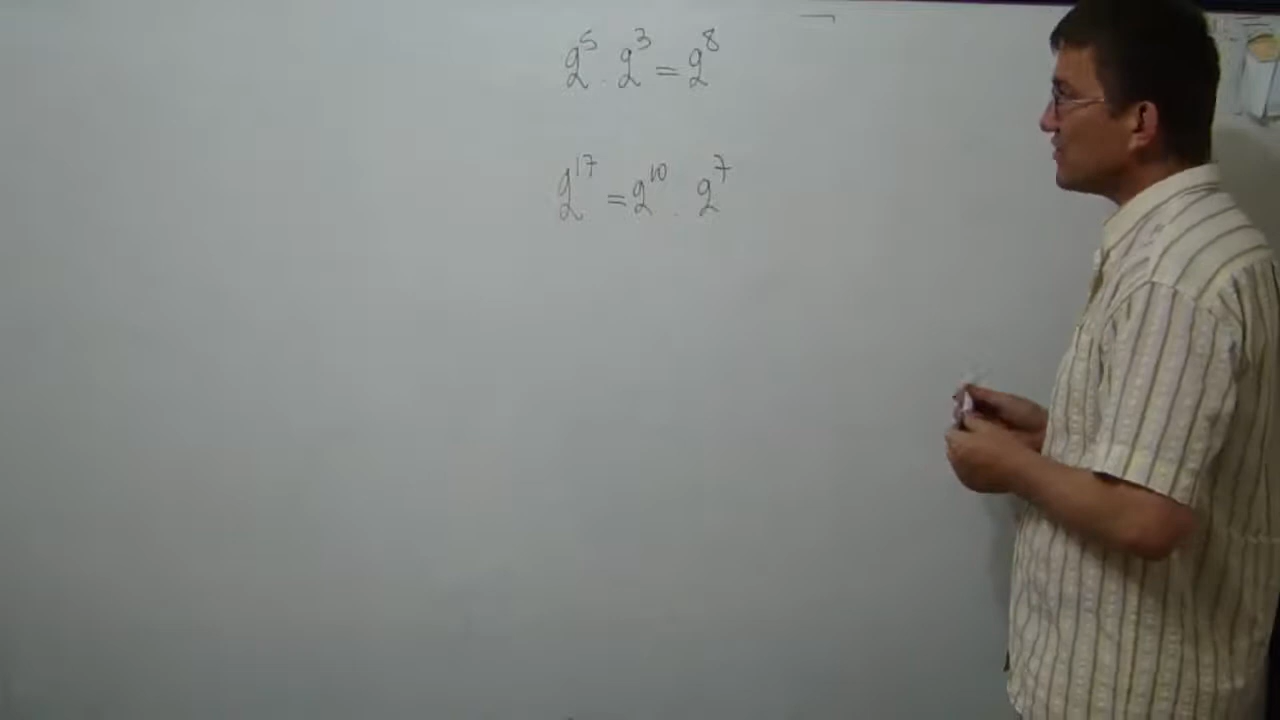 2⁵ . 2³ = 2⁸
2¹⁷ = 2¹⁰ . 2⁷